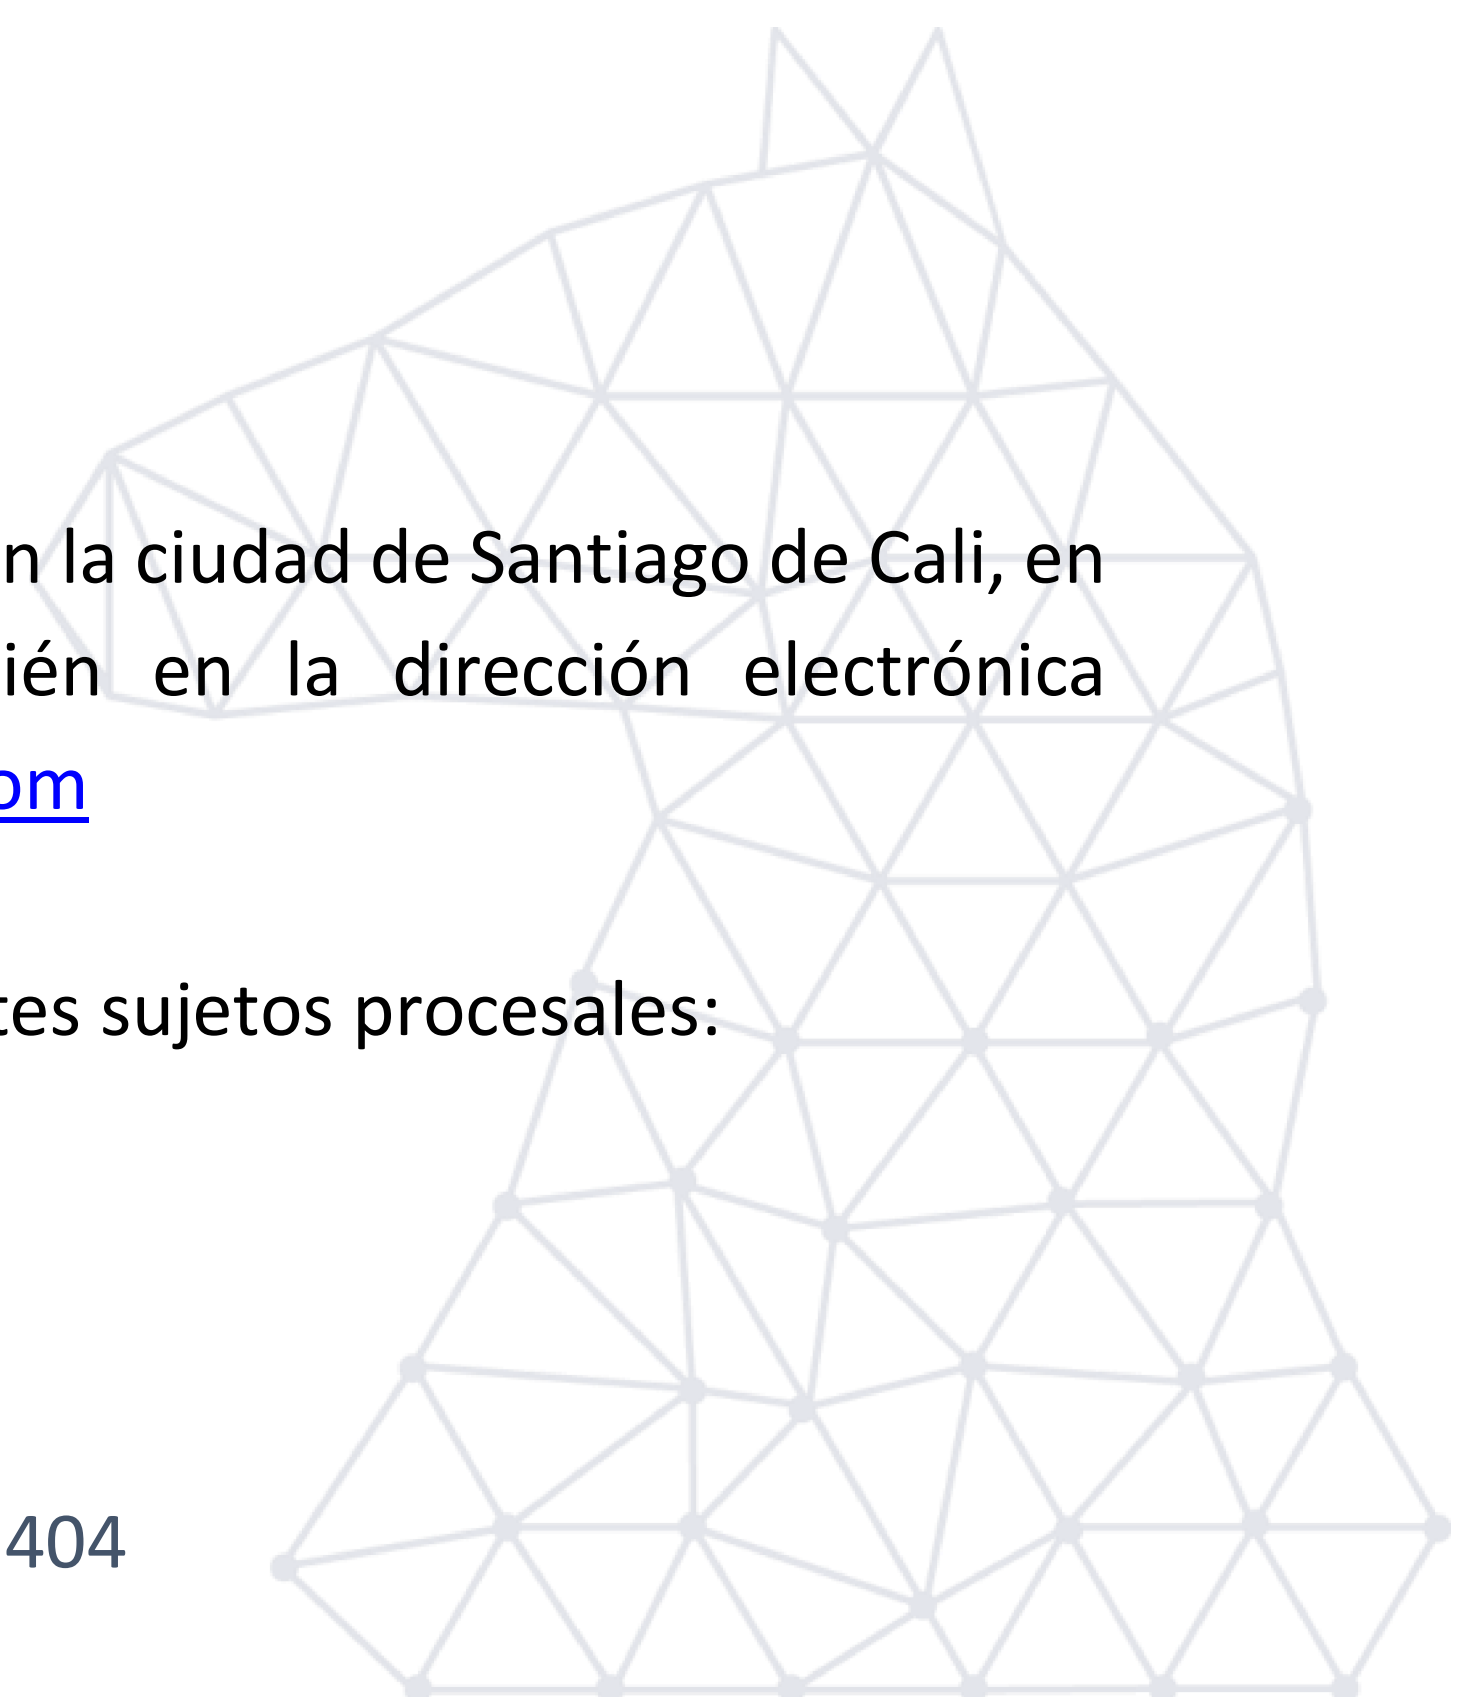 n la ciudad de Santiago de Cali, en
ién en la dirección electrónica
om
tes sujetos procesales:
404